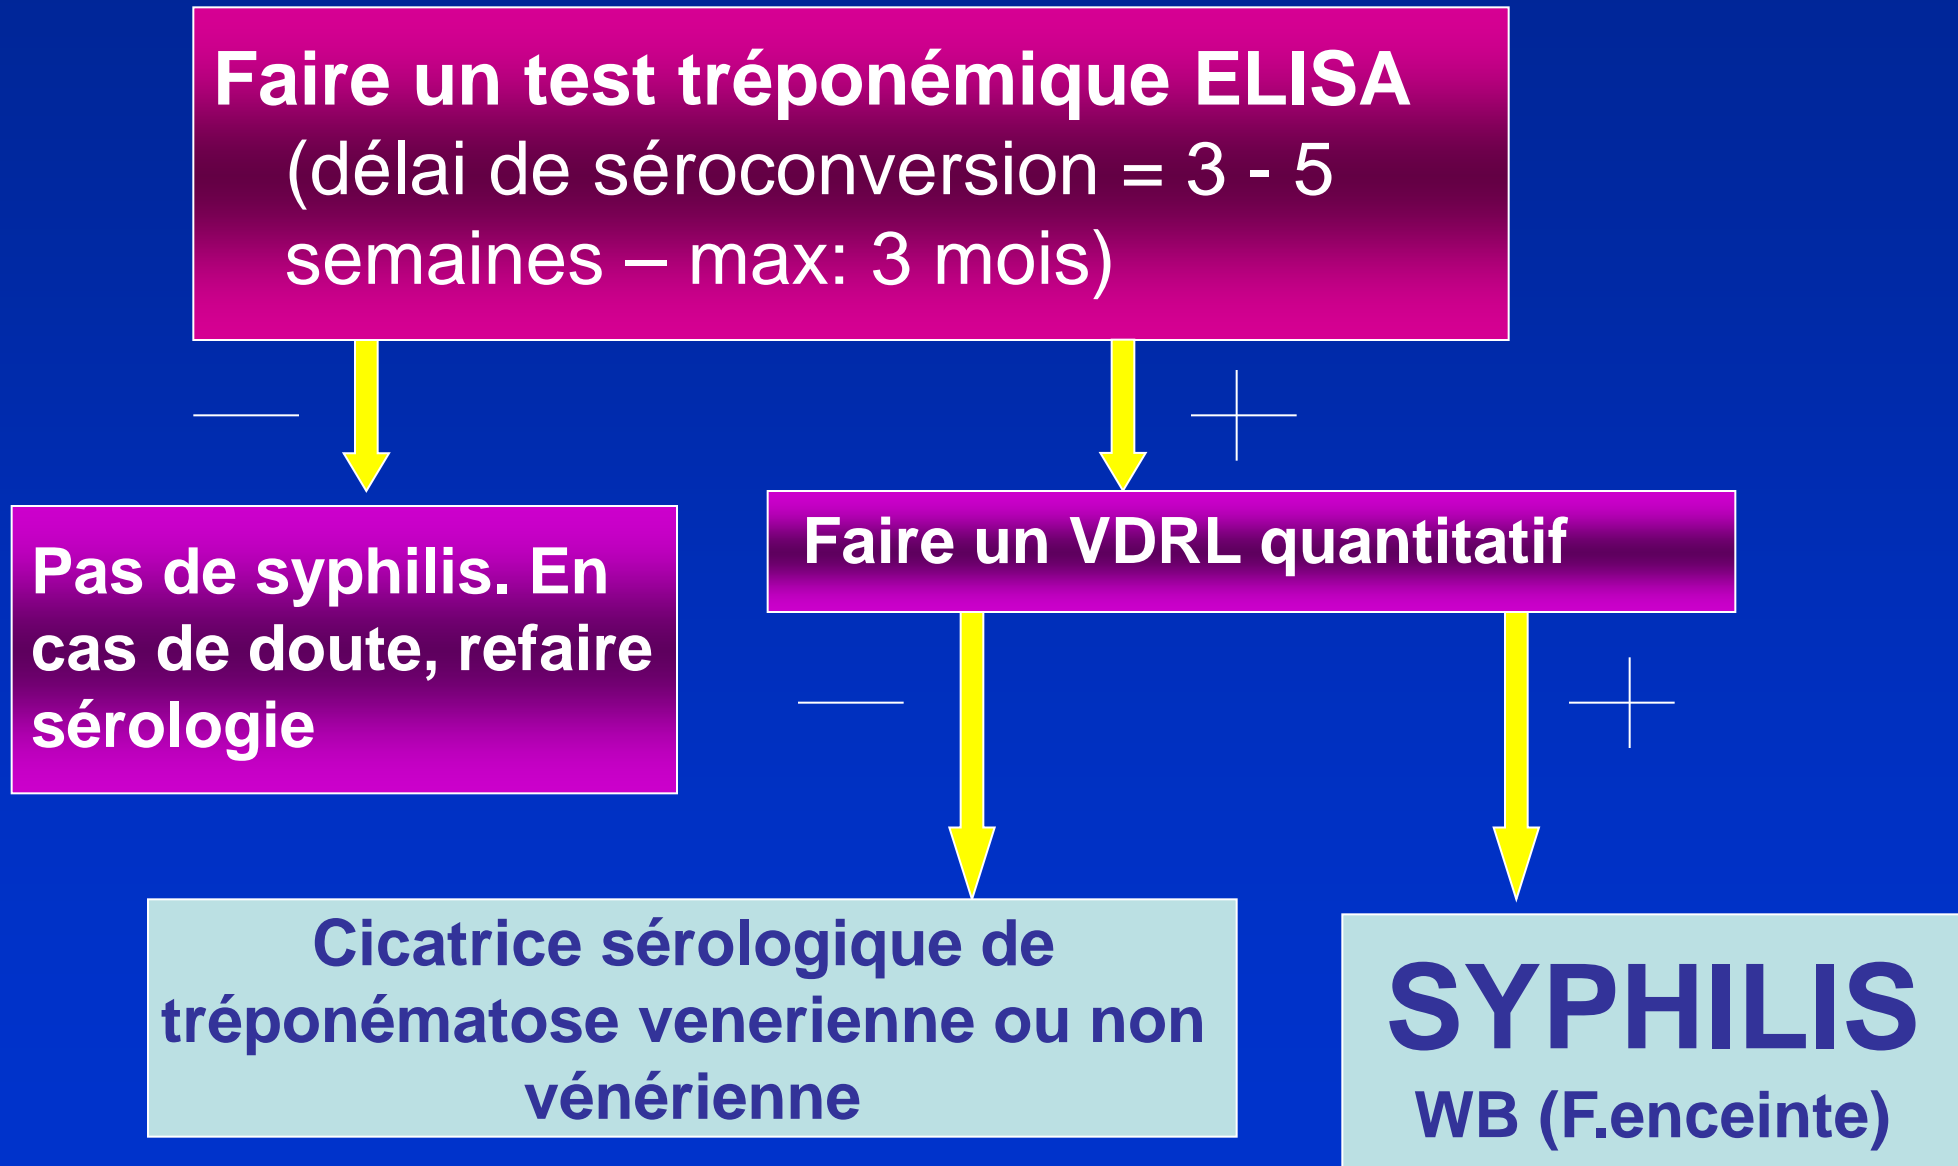 Faire un test tréponémique ELISA
(délai de séroconversion = 3 - 5
semaines – max: 3 mois)
Pas de syphilis. En
cas de doute, refaire
sérologie
Faire un VDRL quantitatif
Cicatrice sérologique de
tréponématose venerienne ou non
vénérienne
SYPHILIS
WB (F.enceinte)